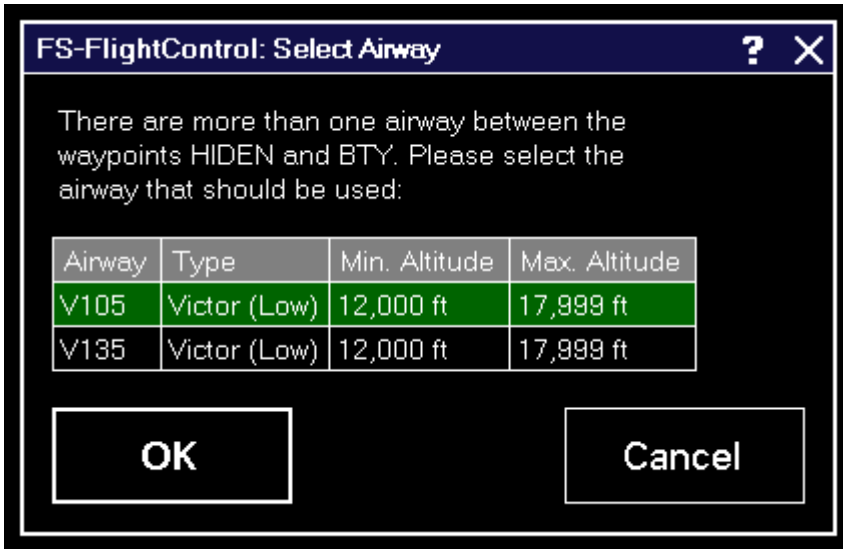 FS-FlightControl: Select Airway ? X
There are more than one airway between the
waypoints HIDEN and BTY. Please select the
airway that should be used:
Airway Type Min. Altitude Max. Altitude
V105 Victor (Low) 12,000 ft 17,999 ft
V135 Victor (Low) 12,000 ft 17,999 ft
OK Cancel